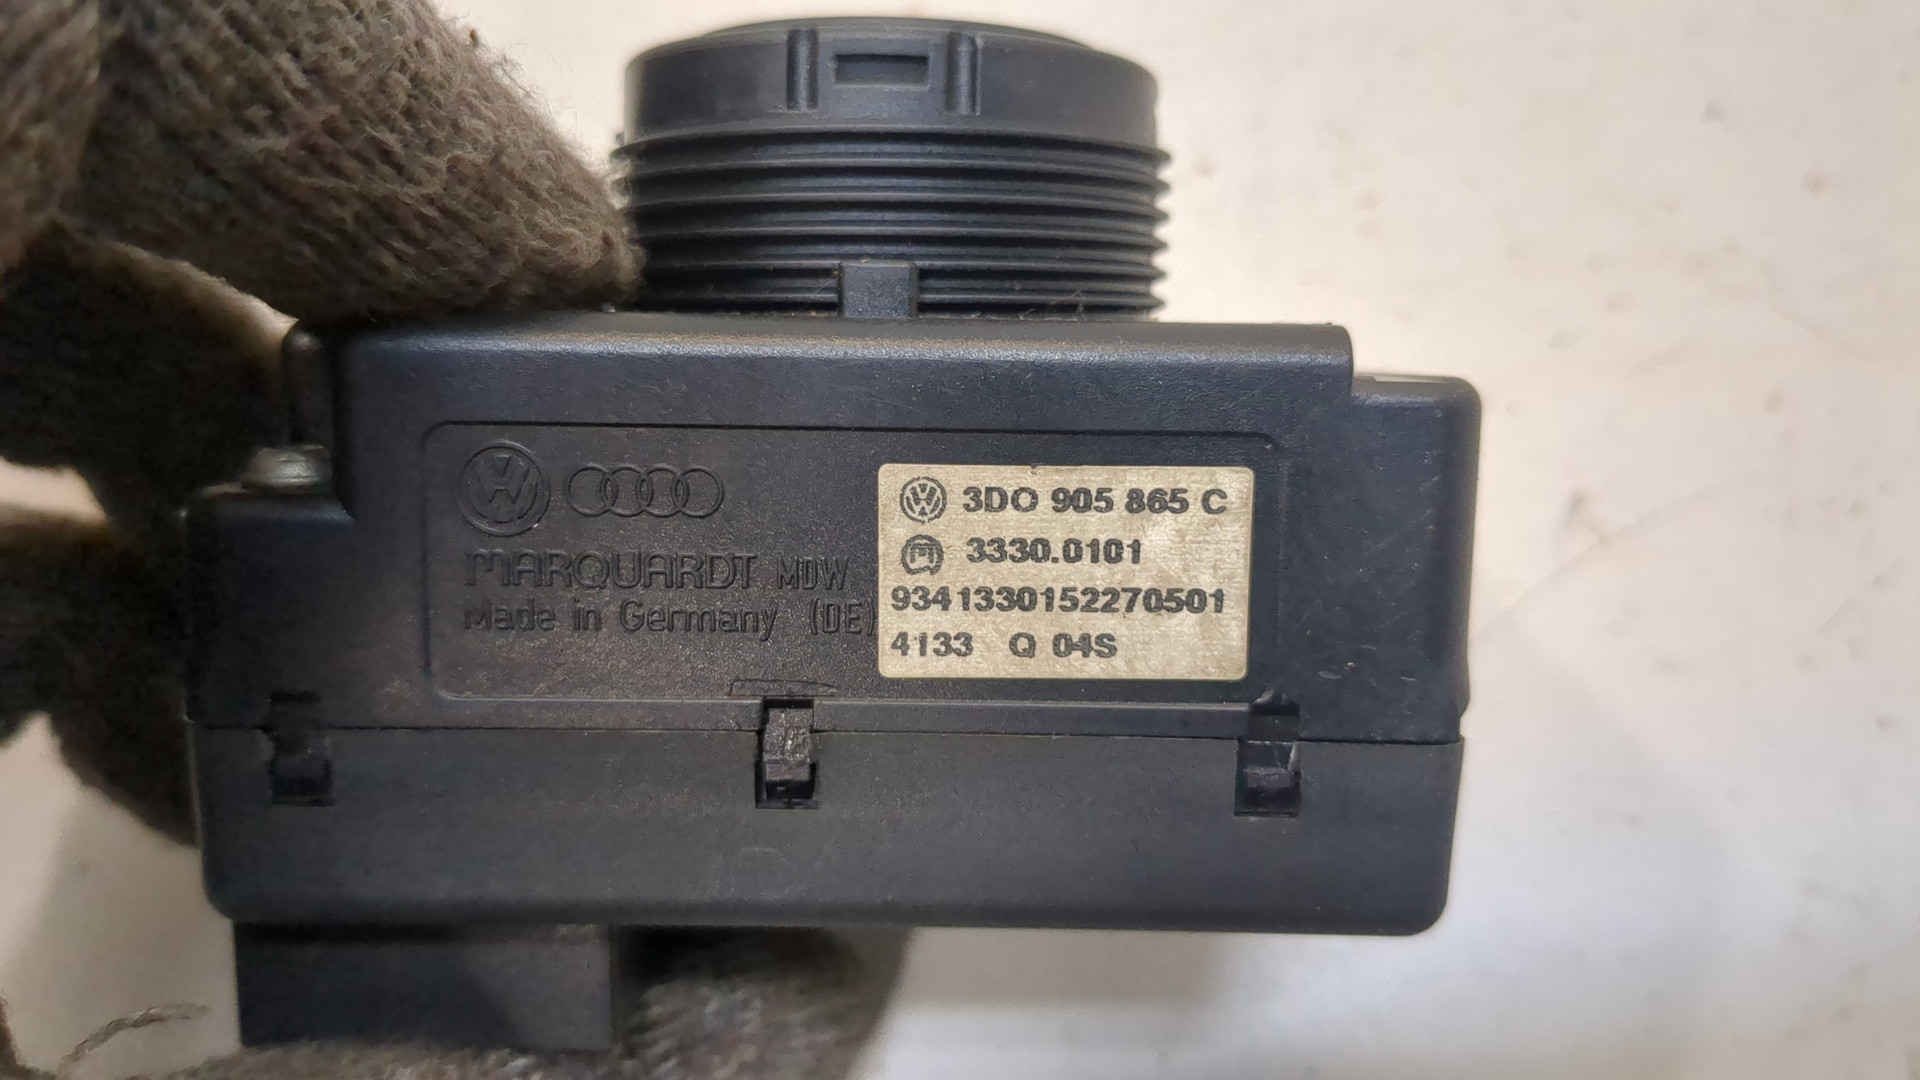 MARQUARDT MDW
Made in Germany (DE)
3D0 905 865 C
3330.0101
9341330152270501
4133 Q 04S